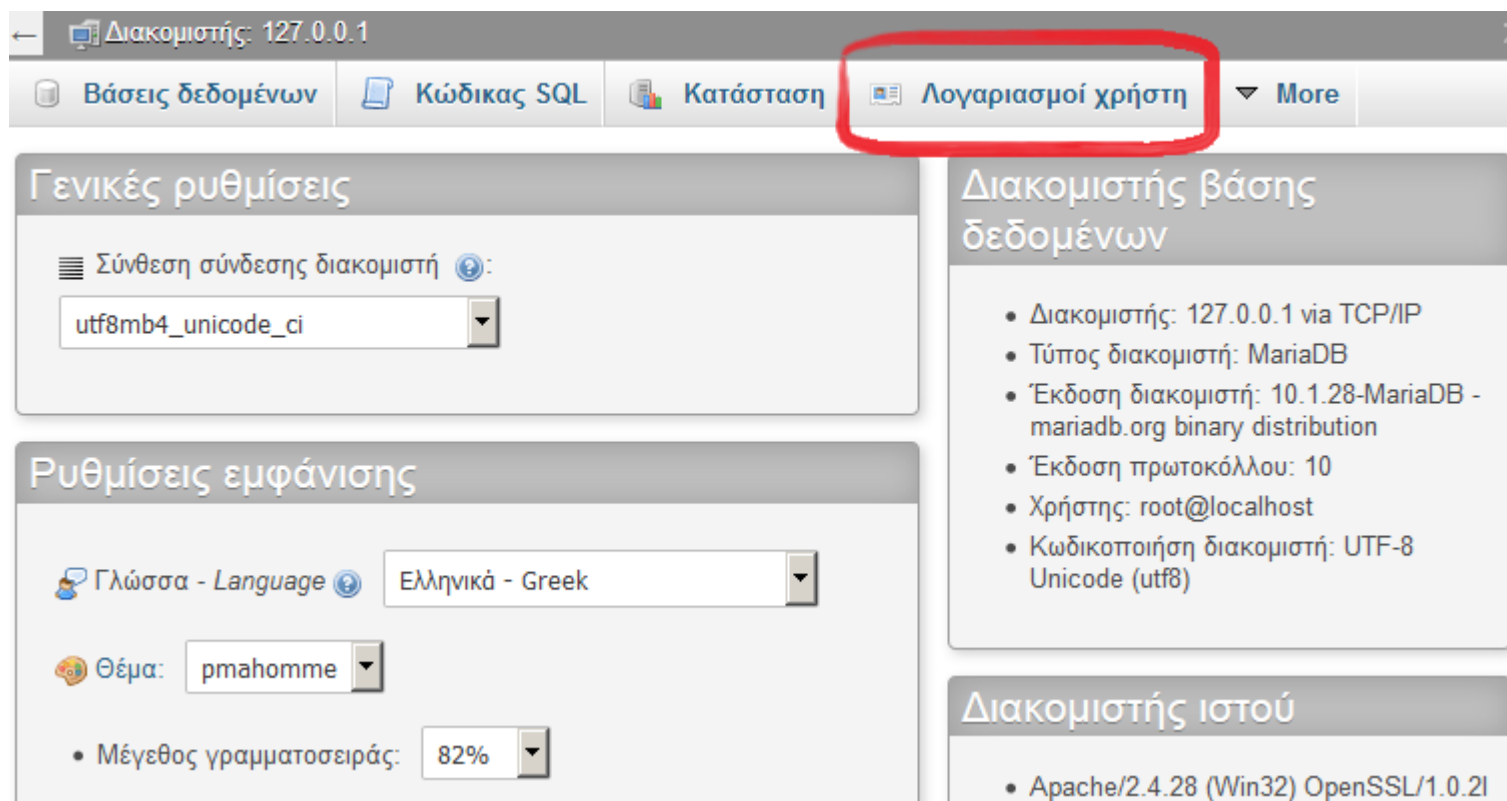 ← Διακομιστής: 127.0.0.1
Βάσεις δεδομένων Κώδικας SQL Κατάσταση Λογαριασμοί χρήστη More
Γενικές ρυθμίσεις
Σύνθεση σύνδεσης διακομιστή :
utf8mb4_unicode_ci
Ρυθμίσεις εμφάνισης
Γλώσσα - Language Ελληνικά - Greek
Θέμα: pmahomme
• Μέγεθος γραμματοσειράς: 82%
Διακομιστής βάσης
δεδομένων
• Διακομιστής: 127.0.0.1 via TCP/IP
• Τύπος διακομιστή: MariaDB
• Έκδοση διακομιστή: 10.1.28-MariaDB -
mariadb.org binary distribution
• Έκδοση πρωτοκόλλου: 10
• Χρήστης: root@localhost
• Κωδικοποιήση διακομιστή: UTF-8
Unicode (utf8)
Διακομιστής ιστού
• Apache/2.4.28 (Win32) OpenSSL/1.0.2l